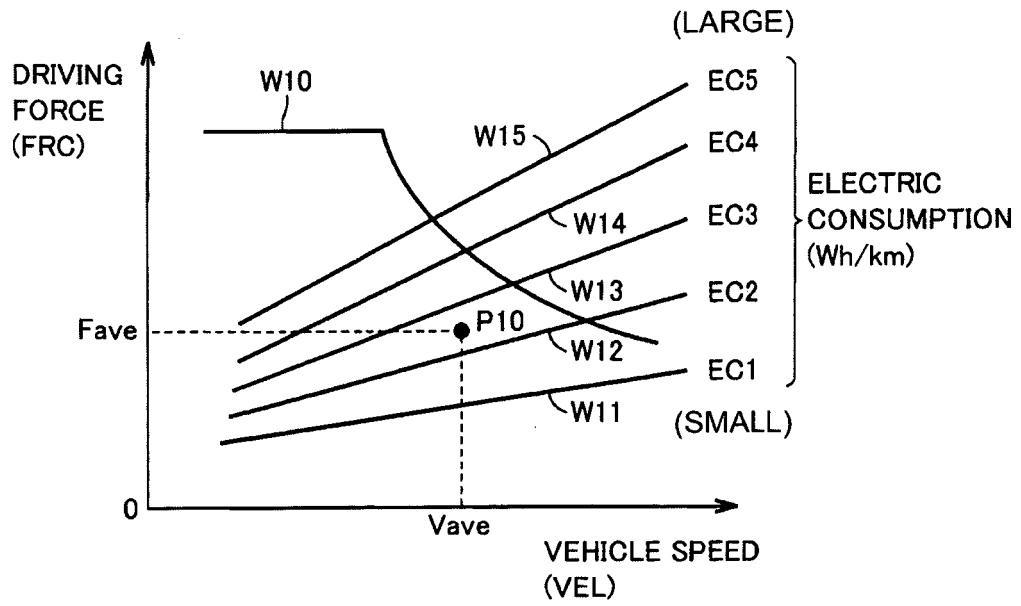 (LARGE)
DRIVING
FORCE
(FRC)
W10
W15
EC5
EC4
W14
EC3
ELECTRIC
CONSUMPTION
(Wh/km)
W13
EC2
Fave
P10
W12
EC1
W11
(SMALL)
0
Vave
VEHICLE SPEED
(VEL)